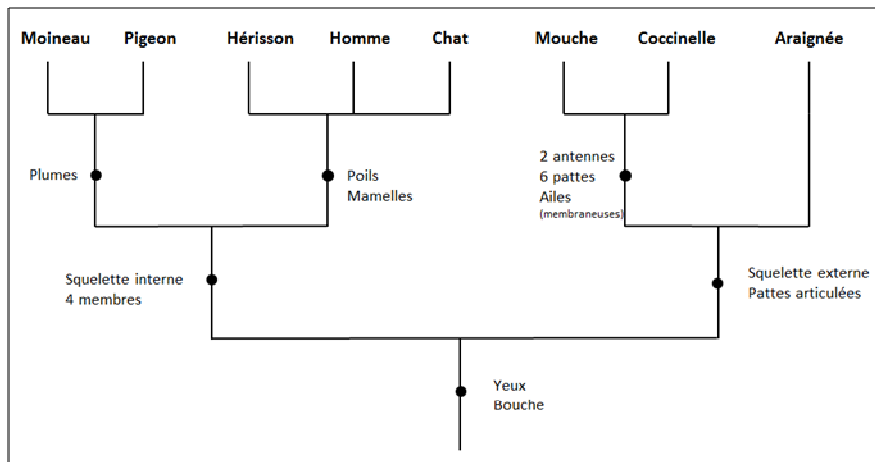 Moineau Pigeon Hérisson Homme Chat Mouche Coccinelle Araignée
Plumes
Poils
Mamelles
2 antennes
6 pattes
Ailes
(membraneuses)
Squelette interne
4 membres
Squelette externe
Pattes articulées
Yeux
Bouche